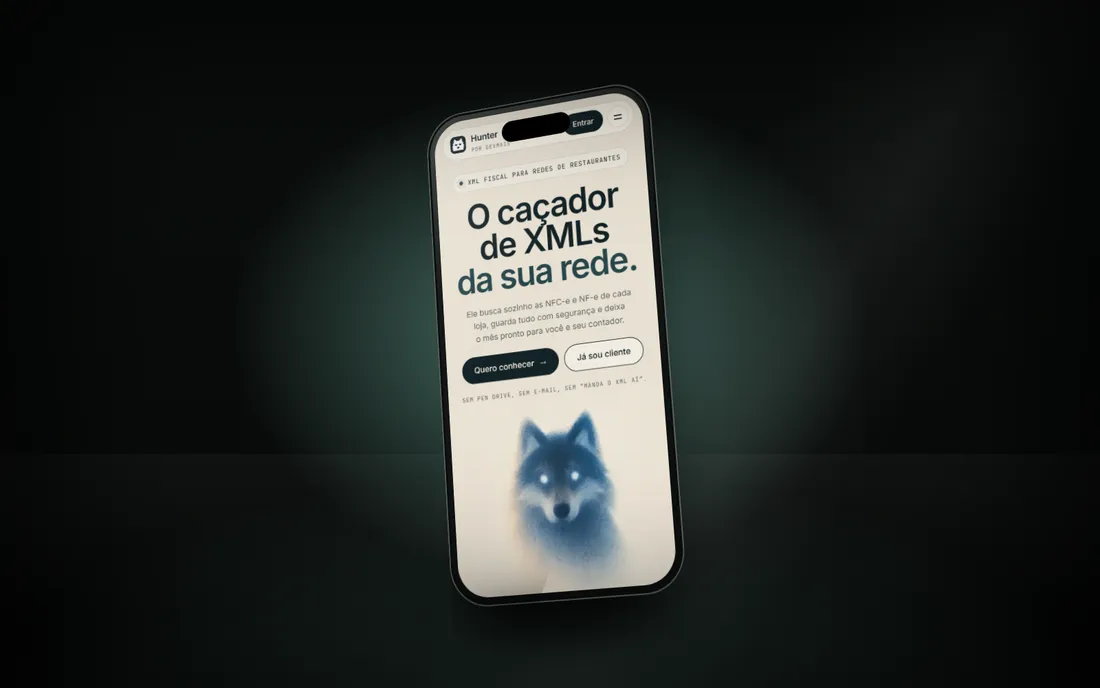 Hunter
Entrar
POR DEXMAIS
XML FISCAL PARA REDES DE RESTAURANTES
O caçador
de XMLs
da sua rede.
Ele busca sozinho as NFC-e e NF-e de cada
loja, guarda tudo com segurança e deixa
o mês pronto para você e seu contador.
Quero conhecer →
Já sou cliente
SEM PEN DRIVE, SEM E-MAIL, SEM "MANDA O XML AÍ".